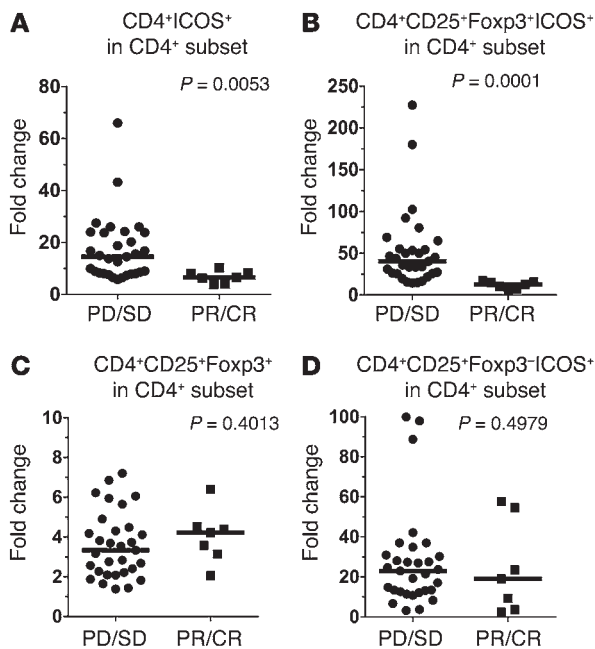 A
CD4⁺ICOS⁺
in CD4⁺ subset
P = 0.0053
Fold change
80
60
40
20
0
PD/SD
PR/CR
B
CD4⁺CD25⁺Foxp3⁺ICOS⁺
in CD4⁺ subset
P = 0.0001
Fold change
250
200
150
100
50
0
PD/SD
PR/CR
C
CD4⁺CD25⁺Foxp3⁺
in CD4⁺ subset
P = 0.4013
Fold change
10
8
6
4
2
0
PD/SD
PR/CR
D
CD4⁺CD25⁺Foxp3⁻ICOS⁺
in CD4⁺ subset
P = 0.4979
Fold change
100
80
60
40
20
0
PD/SD
PR/CR